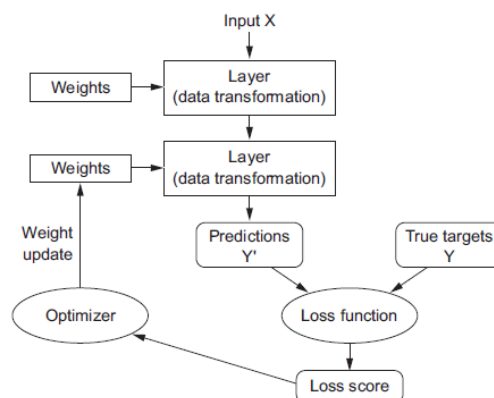 Input X
Weights
Layer
(data transformation)
Weights
Layer
(data transformation)
Weight
update
Predictions
Y'
True targets
Y
Optimizer
Loss function
Loss score